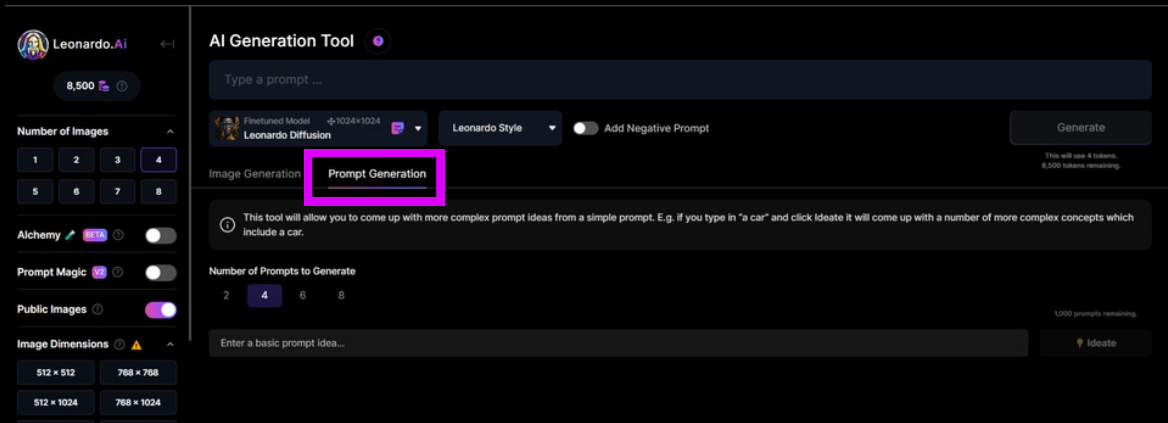 Leonardo.Ai
8,500
Number of Images
1 2 3 4
5 6 7 8
Alchemy BETA
Prompt Magic V2
Public Images
Image Dimensions
512 × 512 768 × 768
512 × 1024 768 × 1024
AI Generation Tool
Type a prompt ...
Finetuned Model 1024×1024
Leonardo Diffusion
Leonardo Style
Add Negative Prompt
Generate
This will use 4 tokens.
8,500 tokens remaining.
Image Generation Prompt Generation
This tool will allow you to come up with more complex prompt ideas from a simple prompt. E.g. if you type in "a car" and click Ideate it will come up with a number of more complex concepts which
include a car.
Number of Prompts to Generate
2 4 6 8
1,000 prompts remaining.
Enter a basic prompt idea...
Ideate